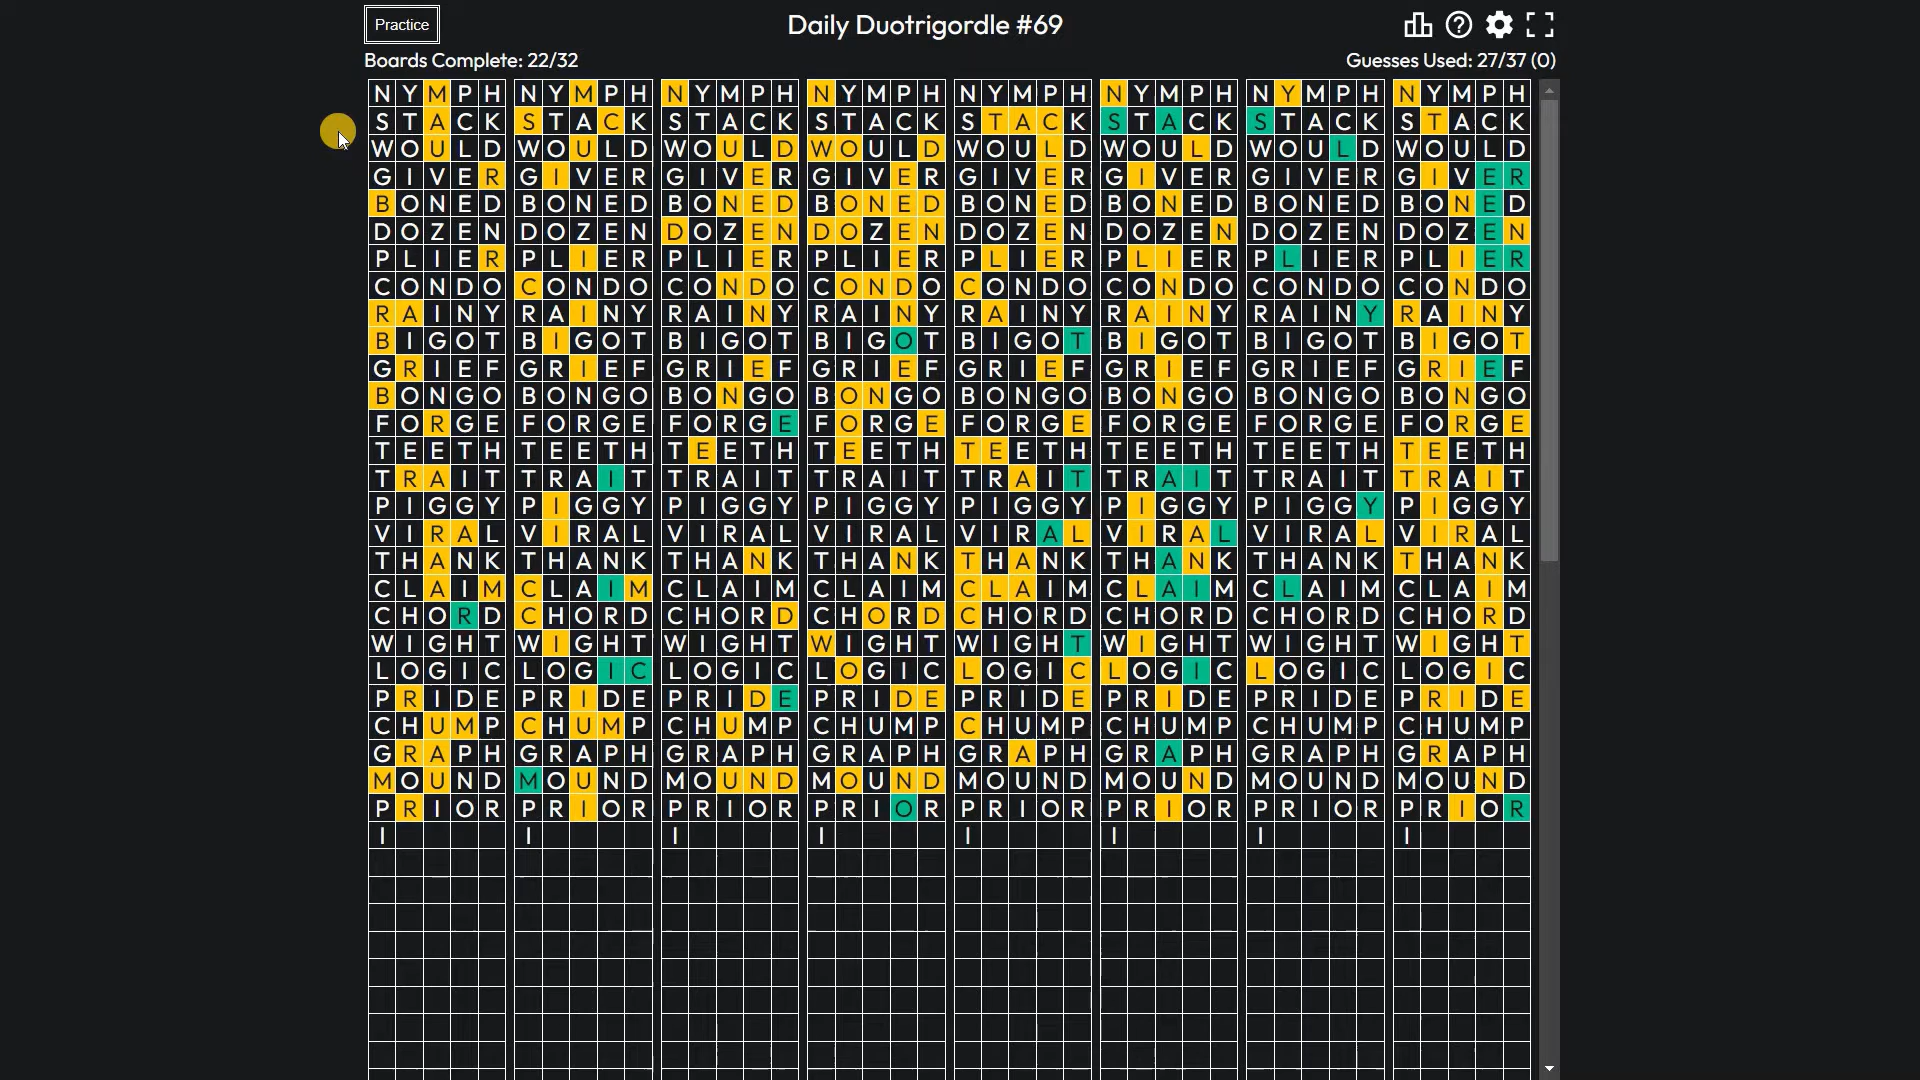 Practice
Daily Duotrigordle #69
Boards Complete: 22/32
Guesses Used: 27/37 (0)
NYMPH NYMPH NYMPH NYMPH NYMPH NYMPH NYMPH NYMPH
STACK STACK STACK STACK STACK STACK STACK STACK
WOULD WOULD WOULD WOULD WOULD WOULD WOULD WOULD
GIVER GIVER GIVER GIVER GIVER GIVER GIVER GIVER
BONED BONED BONED BONED BONED BONED BONED BONED
DOZEN DOZEN DOZEN DOZEN DOZEN DOZEN DOZEN DOZEN
PLIER PLIER PLIER PLIER PLIER PLIER PLIER PLIER
CONDO CONDO CONDO CONDO CONDO CONDO CONDO CONDO
RAINY RAINY RAINY RAINY RAINY RAINY RAINY RAINY
BIGOT BIGOT BIGOT BIGOT BIGOT BIGOT BIGOT BIGOT
GRIEF GRIEF GRIEF GRIEF GRIEF GRIEF GRIEF GRIEF
BONGO BONGO BONGO BONGO BONGO BONGO BONGO BONGO
FORGE FORGE FORGE FORGE FORGE FORGE FORGE FORGE
TEETH TEETH TEETH TEETH TEETH TEETH TEETH TEETH
TRAIT TRAIT TRAIT TRAIT TRAIT TRAIT TRAIT TRAIT
PIGGY PIGGY PIGGY PIGGY PIGGY PIGGY PIGGY PIGGY
VIRAL VIRAL VIRAL VIRAL VIRAL VIRAL VIRAL VIRAL
THANK THANK THANK THANK THANK THANK THANK THANK
CLAIM CLAIM CLAIM CLAIM CLAIM CLAIM CLAIM CLAIM
CHORD CHORD CHORD CHORD CHORD CHORD CHORD CHORD
WIGHT WIGHT WIGHT WIGHT WIGHT WIGHT WIGHT WIGHT
LOGIC LOGIC LOGIC LOGIC LOGIC LOGIC LOGIC LOGIC
PRIDE PRIDE PRIDE PRIDE PRIDE PRIDE PRIDE PRIDE
CHUMP CHUMP CHUMP CHUMP CHUMP CHUMP CHUMP CHUMP
GRAPH GRAPH GRAPH GRAPH GRAPH GRAPH GRAPH GRAPH
MOUND MOUND MOUND MOUND MOUND MOUND MOUND MOUND
PRIOR PRIOR PRIOR PRIOR PRIOR PRIOR PRIOR PRIOR
I I I I I I I I